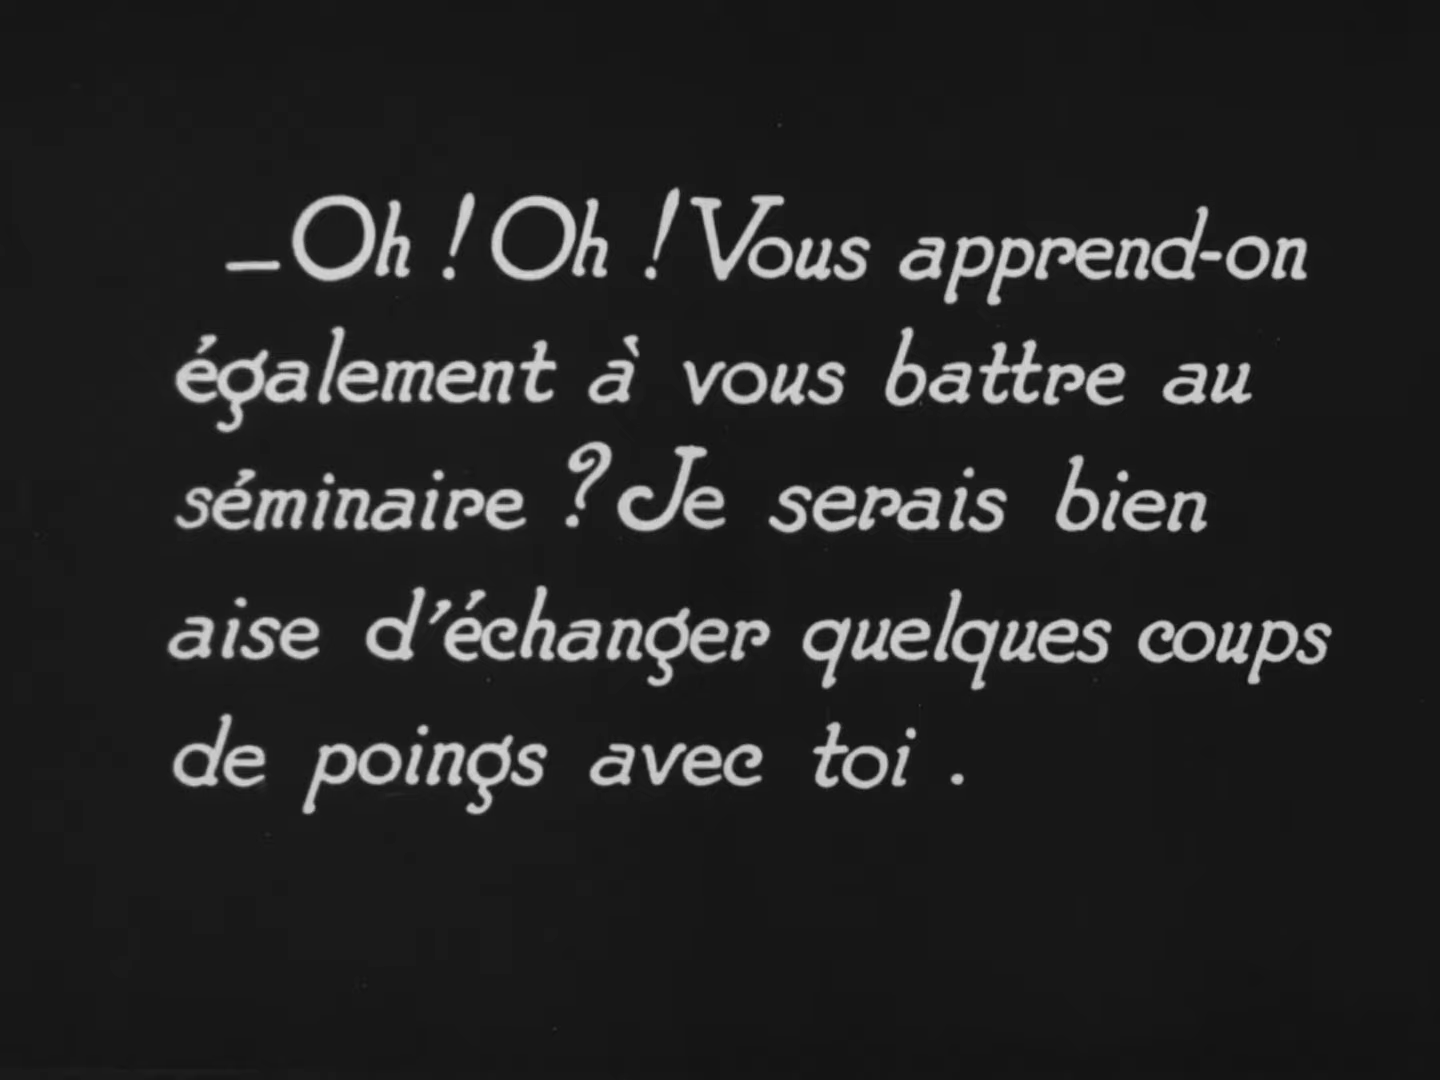 —Oh ! Oh ! Vous apprend-on
également à vous battre au
séminaire ? Je serais bien
aise d'échanger quelques coups
de poings avec toi .